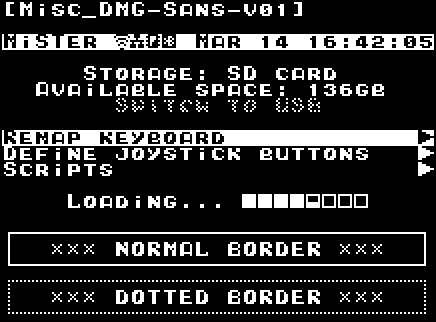 [Misc_DMG-Sans-v01]
MiSTer Mar 14 16:42:05
Storage: SD card
Available space: 136GB
Switch to USB
Remap keyboard
Define joystick buttons
Scripts
Loading...
××× NORMAL BORDER ×××
××× DOTTED BORDER ×××